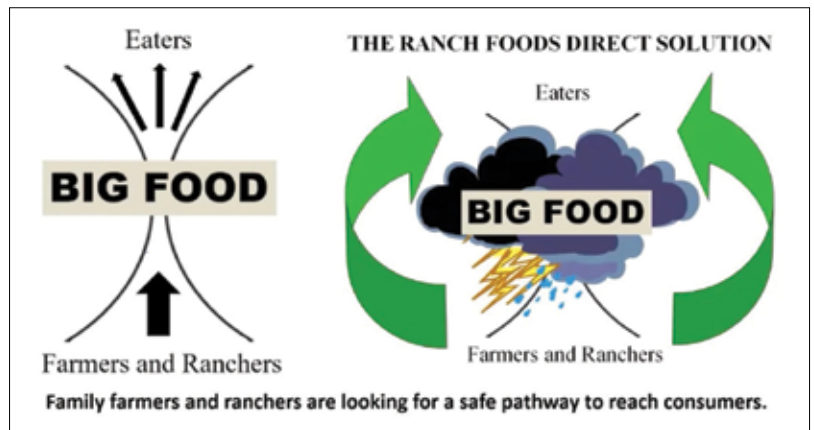 Eaters
BIG FOOD
Farmers and Ranchers
THE RANCH FOODS DIRECT SOLUTION
Eaters
BIG FOOD
Farmers and Ranchers
Family farmers and ranchers are looking for a safe pathway to reach consumers.